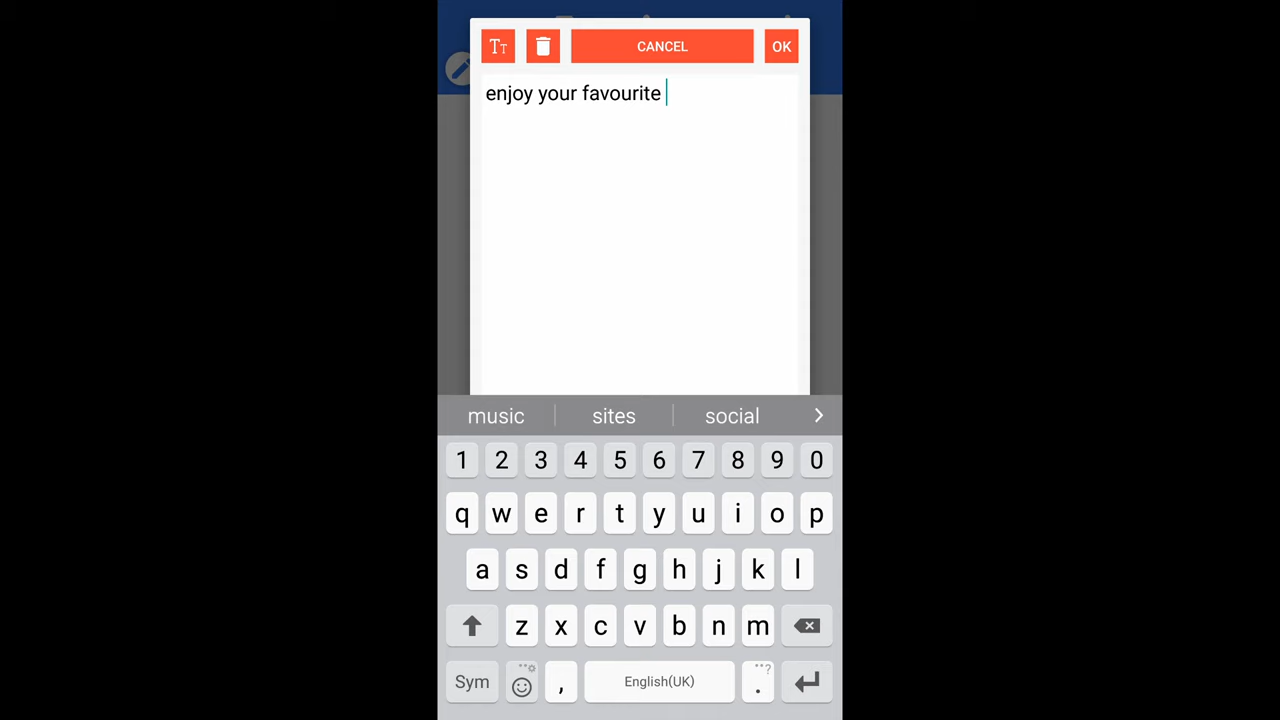 Tт CANCEL OK
enjoy your favourite
music sites social
1 2 3 4 5 6 7 8 9 0
q w e r t y u i o p
a s d f g h j k l
z x c v b n m
Sym , English(UK) . ?